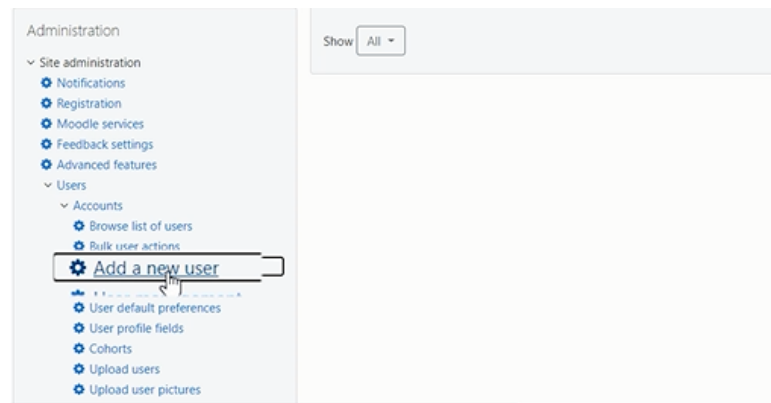 Administration
Site administration
Notifications
Registration
Moodle services
Feedback settings
Advanced features
Users
Accounts
Browse list of users
Bulk user actions
Add a new user
User default preferences
User profile fields
Cohorts
Upload users
Upload user pictures
Show All